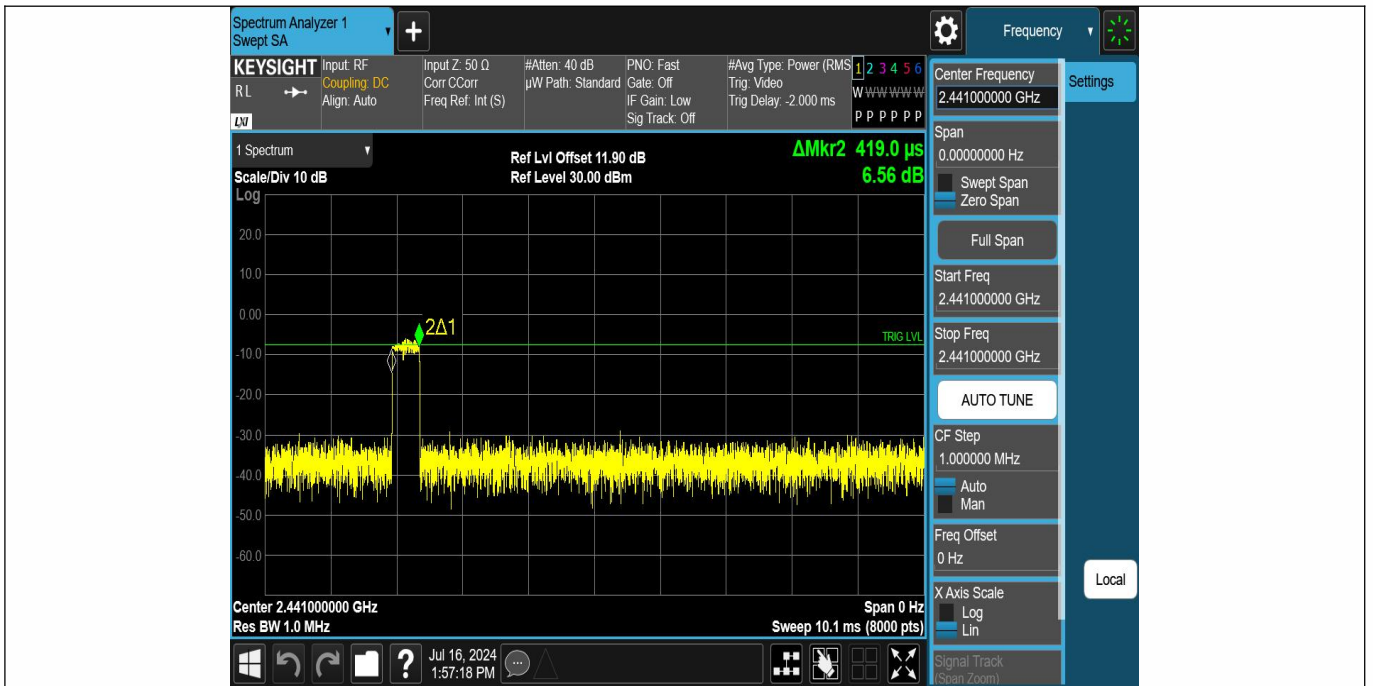 Spectrum Analyzer 1
Swept SA
Frequency
KEYSIGHT
RL
LXI
Input: RF
Coupling: DC
Align: Auto
Input Z: 50 Ω
Corr CCorr
Freq Ref: Int (S)
#Atten: 40 dB
µW Path: Standard
PNO: Fast
Gate: Off
IF Gain: Low
Sig Track: Off
#Avg Type: Power (RMS
Trig: Video
Trig Delay: -2.000 ms
1 2 3 4 5 6
W W W W W W
P P P P P P
1 Spectrum
Scale/Div 10 dB
Ref Lvl Offset 11.90 dB
Ref Level 30.00 dBm
ΔMkr2 419.0 µs
6.56 dB
Log
20.0
10.0
0.00
-10.0
-20.0
-30.0
-40.0
-50.0
-60.0
2Δ1
TRIG LVL
Center 2.441000000 GHz
Res BW 1.0 MHz
Span 0 Hz
Sweep 10.1 ms (8000 pts)
Center Frequency
2.441000000 GHz
Settings
Span
0.00000000 Hz
Swept Span
Zero Span
Full Span
Start Freq
2.441000000 GHz
Stop Freq
2.441000000 GHz
AUTO TUNE
CF Step
1.000000 MHz
Auto
Man
Freq Offset
0 Hz
Local
X Axis Scale
Log
Lin
Signal Track
(Span Zoom)
?
Jul 16, 2024
1:57:18 PM